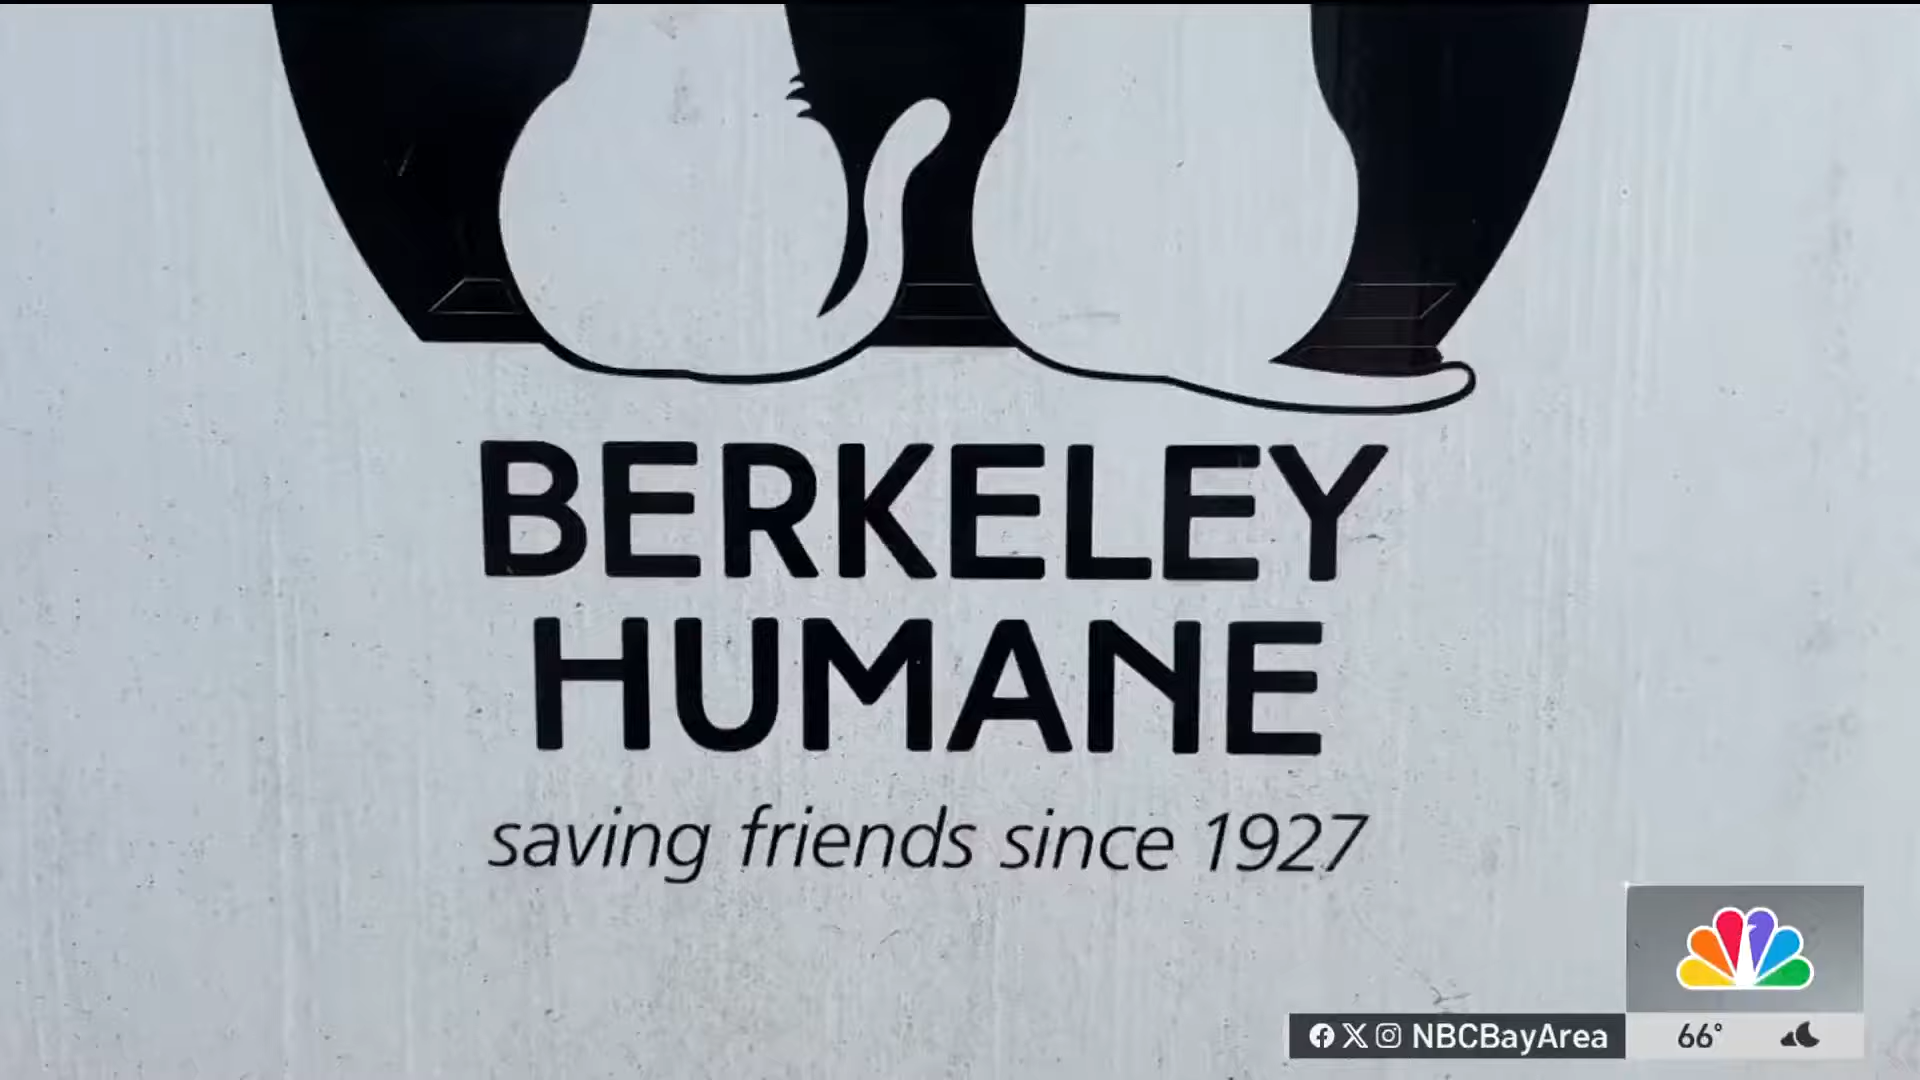 BERKELEY
HUMANE
saving friends since 1927
NBCBayArea
66°